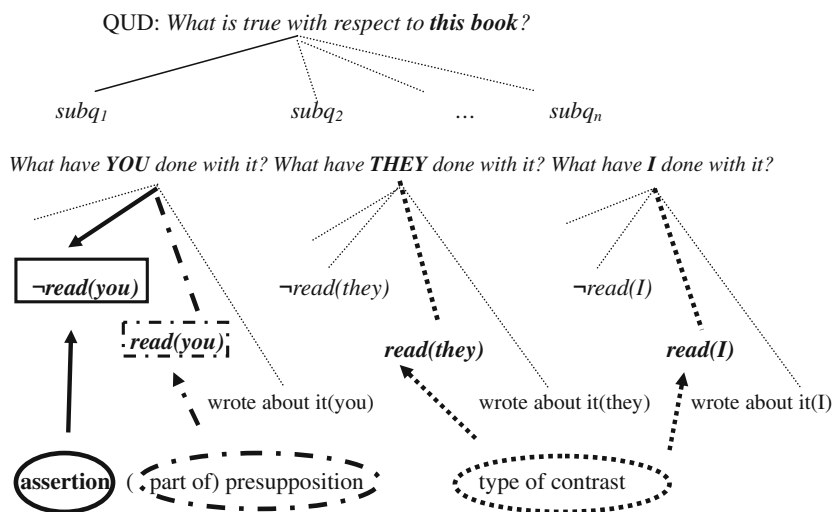 QUD: What is true with respect to this book?
subq1 subq2 … subqn
What have YOU done with it? What have THEY done with it? What have I done with it?
¬read(you) ¬read(they) ¬read(I)
read(you) read(they) read(I)
wrote about it(you) wrote about it(they) wrote about it(I)
assertion ( part of) presupposition type of contrast